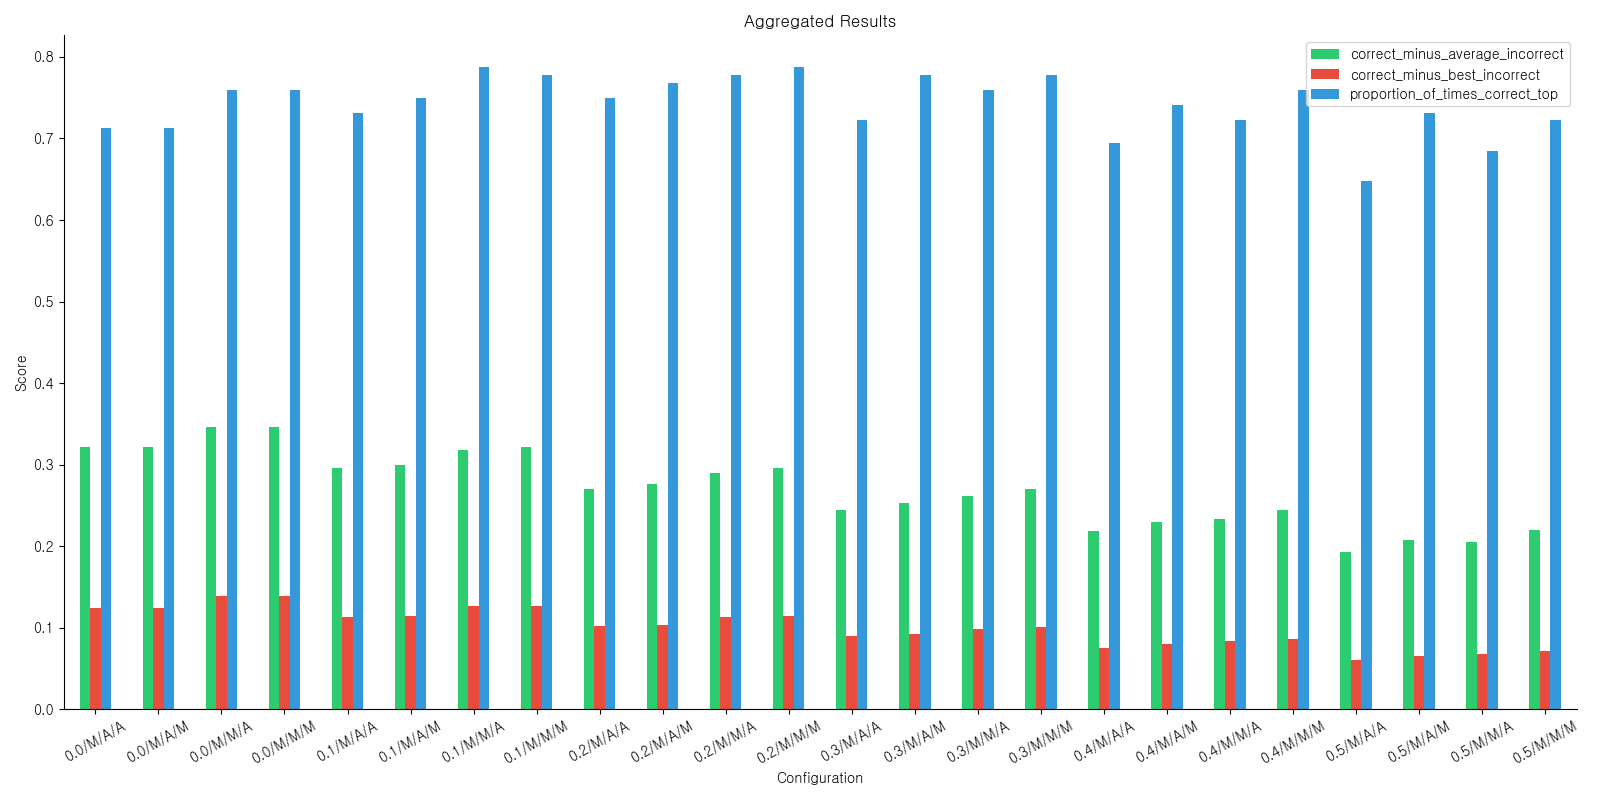 Aggregated Results
correct_minus_average_incorrect
correct_minus_best_incorrect
proportion_of_times_correct_top
Score
0.8
0.7
0.6
0.5
0.4
0.3
0.2
0.1
0.0
0.0/M/A/A
0.0/M/A/M
0.0/M/M/A
0.0/M/M/M
0.1/M/A/A
0.1/M/A/M
0.1/M/M/A
0.1/M/M/M
0.2/M/A/A
0.2/M/A/M
0.2/M/M/A
0.2/M/M/M
0.3/M/A/A
0.3/M/A/M
0.3/M/M/A
0.3/M/M/M
0.4/M/A/A
0.4/M/A/M
0.4/M/M/A
0.4/M/M/M
0.5/M/A/A
0.5/M/A/M
0.5/M/M/A
0.5/M/M/M
Configuration